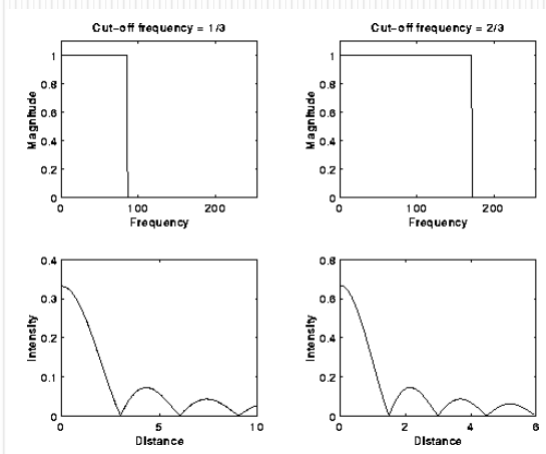 Cut-off frequency = 1/3
Cut-off frequency = 2/3
1
0.8
0.6
0.4
0.2
0
Magnitude
0 100 200
Frequency
1
0.8
0.6
0.4
0.2
0
Magnitude
0 100 200
Frequency
0.4
0.3
0.2
0.1
0
Intensity
0 5 10
Distance
0.8
0.6
0.4
0.2
0
Intensity
0 2 4 6
Distance